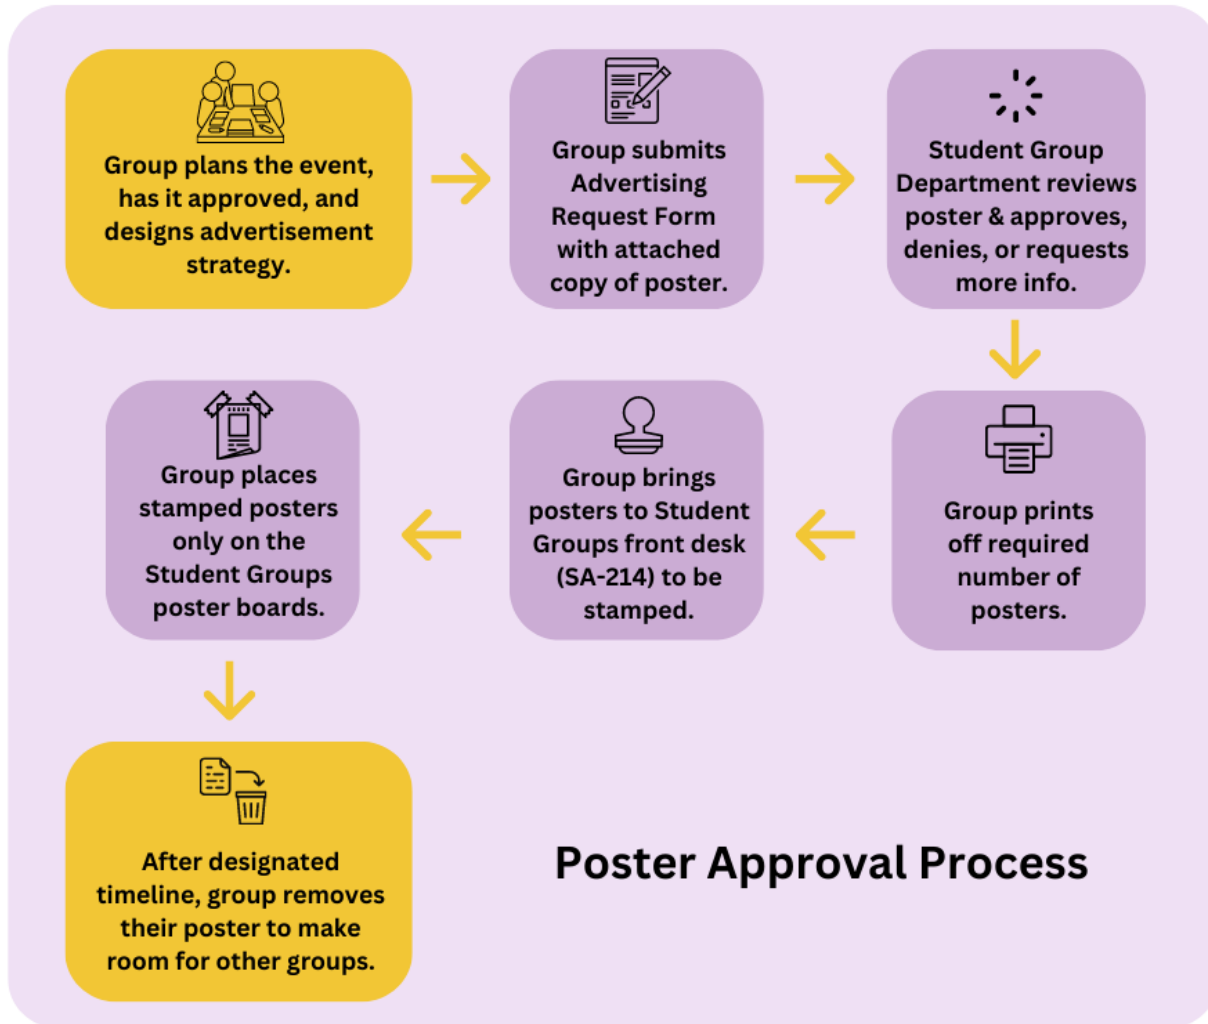 Group plans the event,
has it approved, and
designs advertisement
strategy.
Group submits
Advertising
Request Form
with attached
copy of poster.
Student Group
Department reviews
poster & approves,
denies, or requests
more info.
Group prints
off required
number of
posters.
Group brings
posters to Student
Groups front desk
(SA-214) to be
stamped.
Group places
stamped posters
only on the
Student Groups
poster boards.
After designated
timeline, group removes
their poster to make
room for other groups.
Poster Approval Process